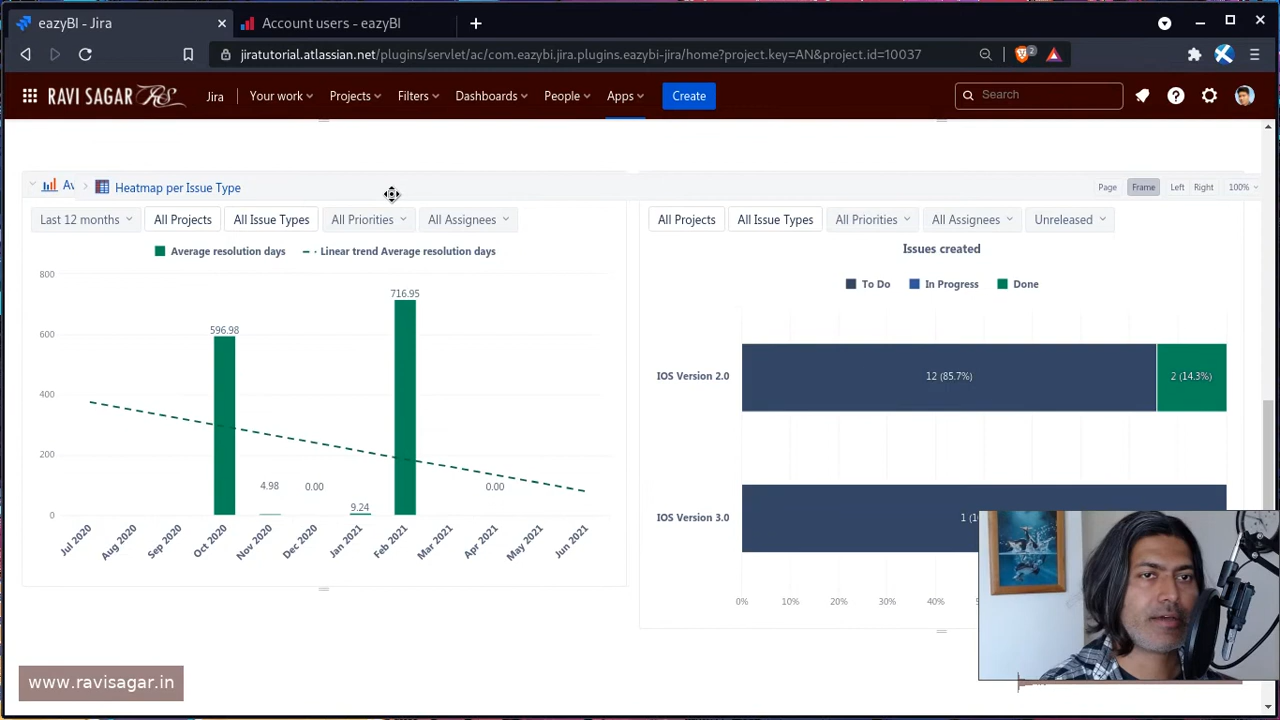 eazyBI - Jira
Account users - eazyBI
jiratutorial.atlassian.net/plugins/servlet/ac/com.eazybi.jira.plugins.eazybi-jira/home?project.key=AN&project.id=10037
2
RAVI SAGAR RS
Jira
Your work
Projects
Filters
Dashboards
People
Apps
Create
Search
Av
Heatmap per Issue Type
Page
Frame
Left
Right
100%
Last 12 months
All Projects
All Issue Types
All Priorities
All Assignees
Average resolution days
Linear trend Average resolution days
800
600
400
200
0
596.98
4.98
0.00
9.24
716.95
0.00
Jul 2020
Aug 2020
Sep 2020
Oct 2020
Nov 2020
Dec 2020
Jan 2021
Feb 2021
Mar 2021
Apr 2021
May 2021
Jun 2021
All Projects
All Issue Types
All Priorities
All Assignees
Unreleased
Issues created
To Do
In Progress
Done
IOS Version 2.0
12 (85.7%)
2 (14.3%)
IOS Version 3.0
1 (1
0%
10%
20%
30%
40%
www.ravisagar.in